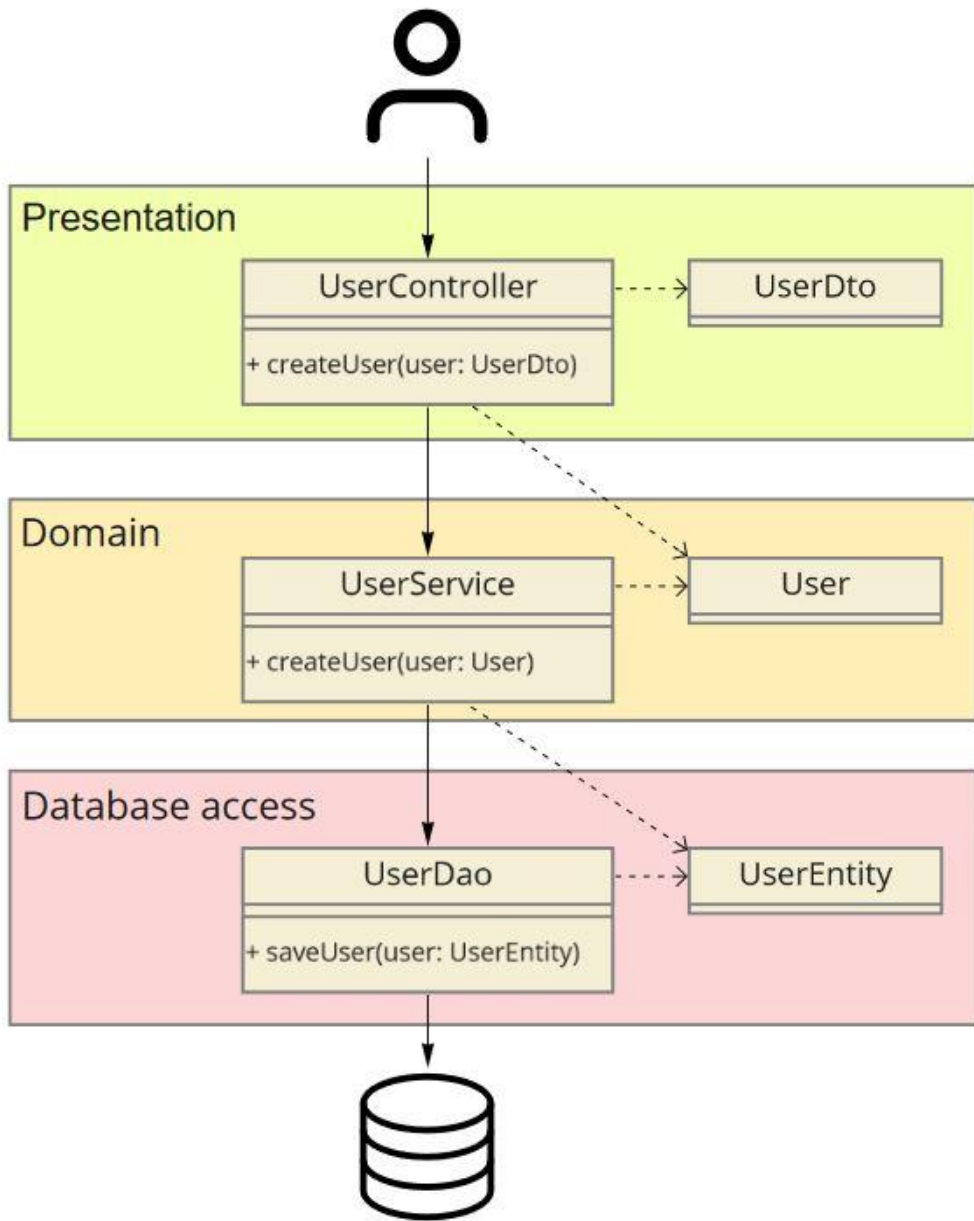 Presentation
UserController
UserDto
+ createUser(user: UserDto)
Domain
UserService
User
+ createUser(user: User)
Database access
UserDao
UserEntity
+ saveUser(user: UserEntity)